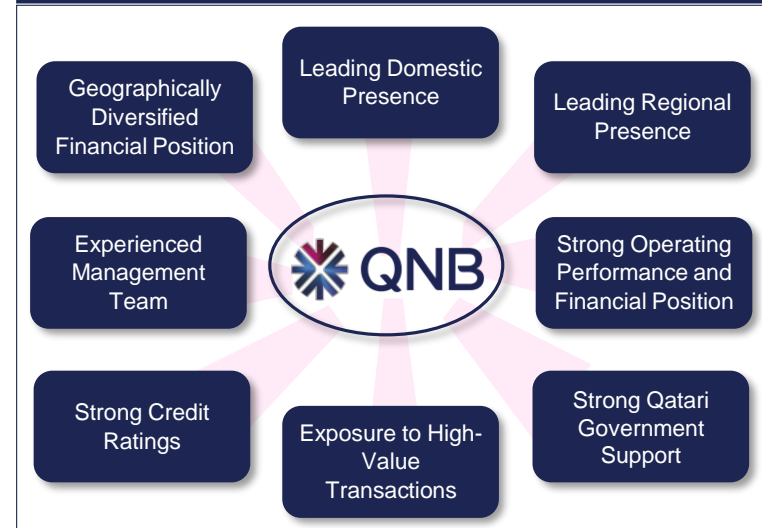 Leading Domestic
Presence
Geographically
Diversified
Financial Position
Leading Regional
Presence
Experienced
Management
Team
QNB
Strong Operating
Performance and
Financial Position
Strong Credit
Ratings
Exposure to High-
Value
Transactions
Strong Qatari
Government
Support